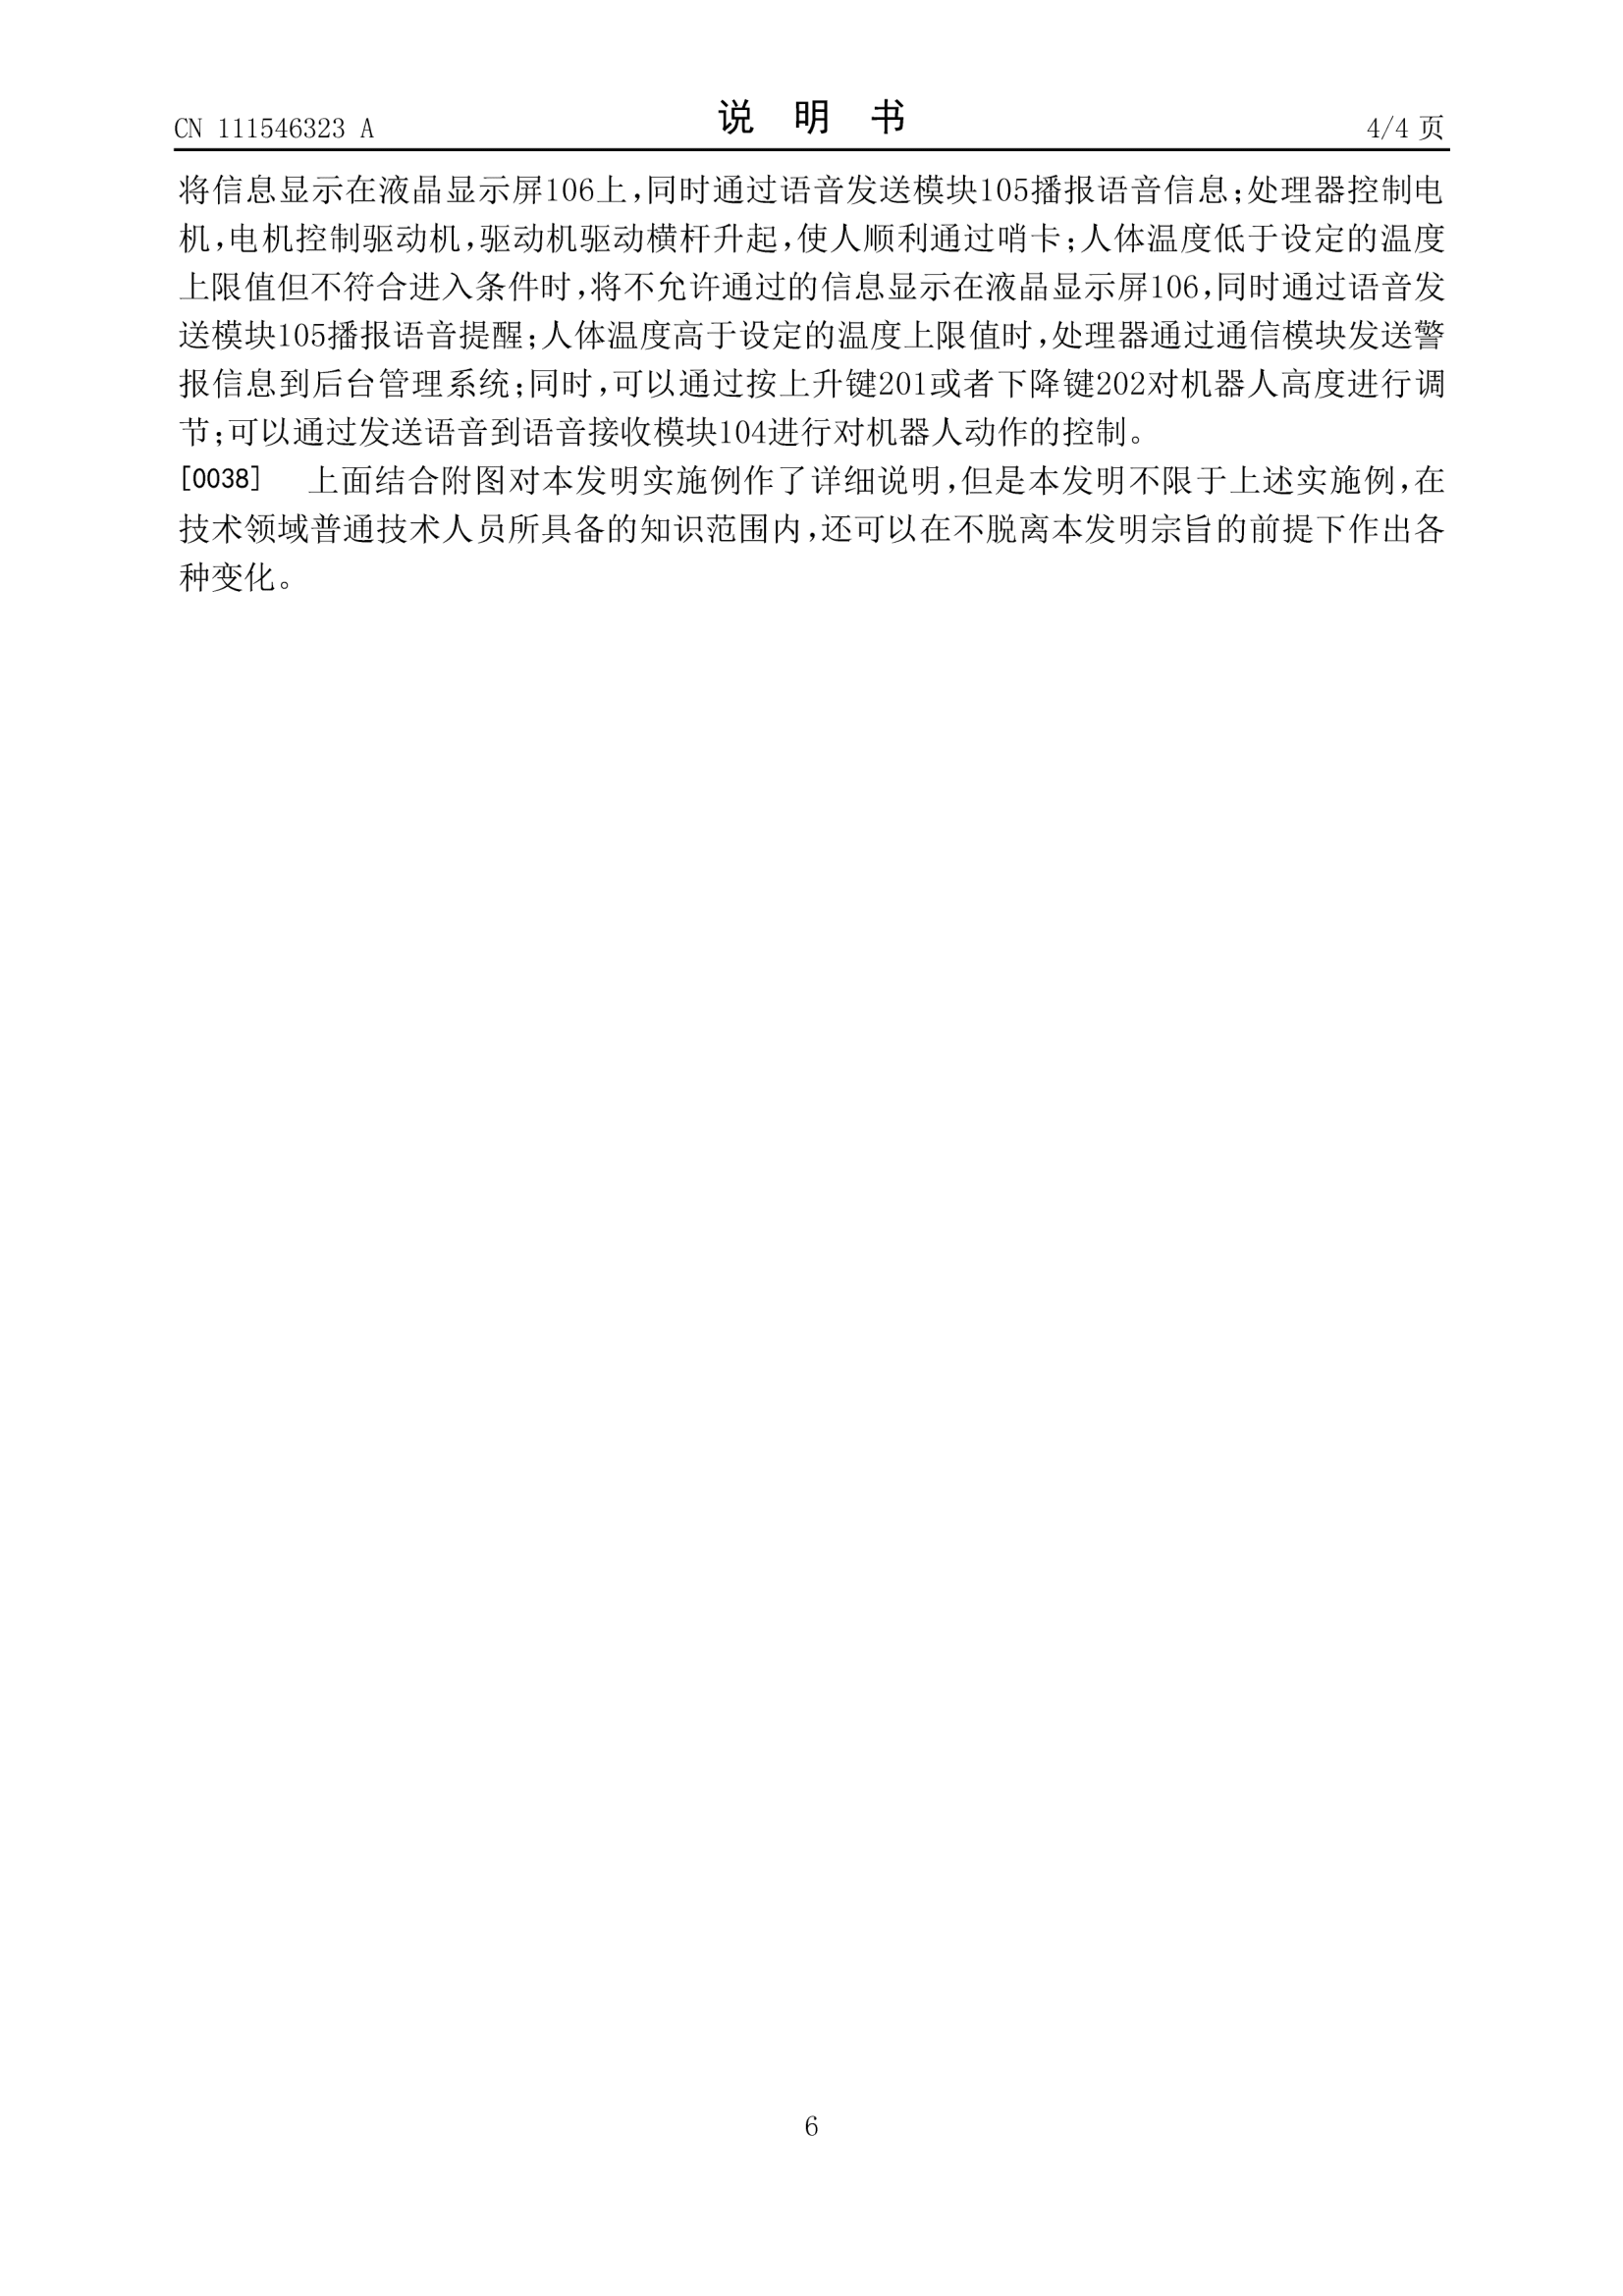 CN 111546323 A
说 明 书
4/4 页
将信息显示在液晶显示屏106上,同时通过语音发送模块105播报语音信息;处理器控制电
机,电机控制驱动机,驱动机驱动横杆升起,使人顺利通过哨卡;人体温度低于设定的温度
上限值但不符合进入条件时,将不允许通过的信息显示在液晶显示屏106,同时通过语音发
送模块105播报语音提醒;人体温度高于设定的温度上限值时,处理器通过通信模块发送警
报信息到后台管理系统;同时,可以通过按上升键201或者下降键202对机器人高度进行调
节;可以通过发送语音到语音接收模块104进行对机器人动作的控制。
[0038] 上面结合附图对本发明实施例作了详细说明,但是本发明不限于上述实施例,在
技术领域普通技术人员所具备的知识范围内,还可以在不脱离本发明宗旨的前提下作出各
种变化。
6